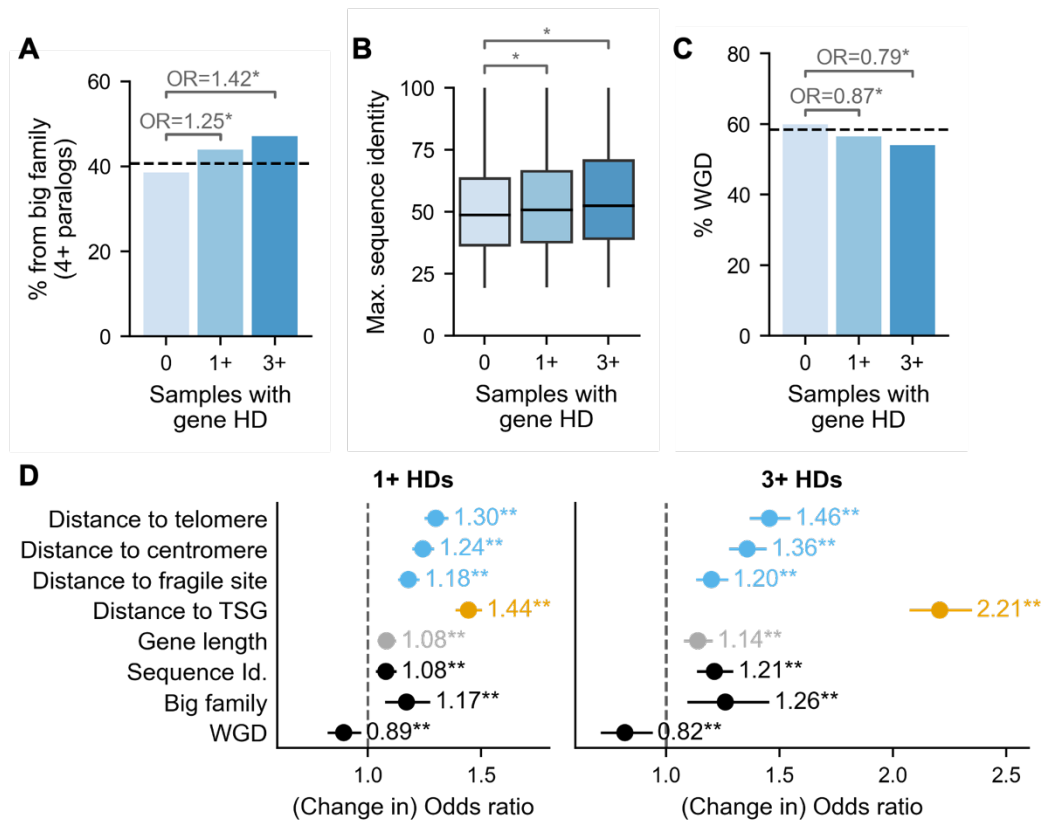 A
% from big family
(4+ paralogs)
60
40
20
0
OR=1.42*
OR=1.25*
0 1+ 3+
Samples with
gene HD
B
Max. sequence identity
100
75
50
25
0
*
*
0 1+ 3+
Samples with
gene HD
C
% WGD
80
60
40
20
0
OR=0.79*
OR=0.87*
0 1+ 3+
Samples with
gene HD
D
1+ HDs 3+ HDs
Distance to telomere 1.30** 1.46**
Distance to centromere 1.24** 1.36**
Distance to fragile site 1.18** 1.20**
Distance to TSG 1.44** 2.21**
Gene length 1.08** 1.14**
Sequence Id. 1.08** 1.21**
Big family 1.17** 1.26**
WGD 0.89** 0.82**
1.0 1.5 1.0 1.5 2.0 2.5
(Change in) Odds ratio (Change in) Odds ratio